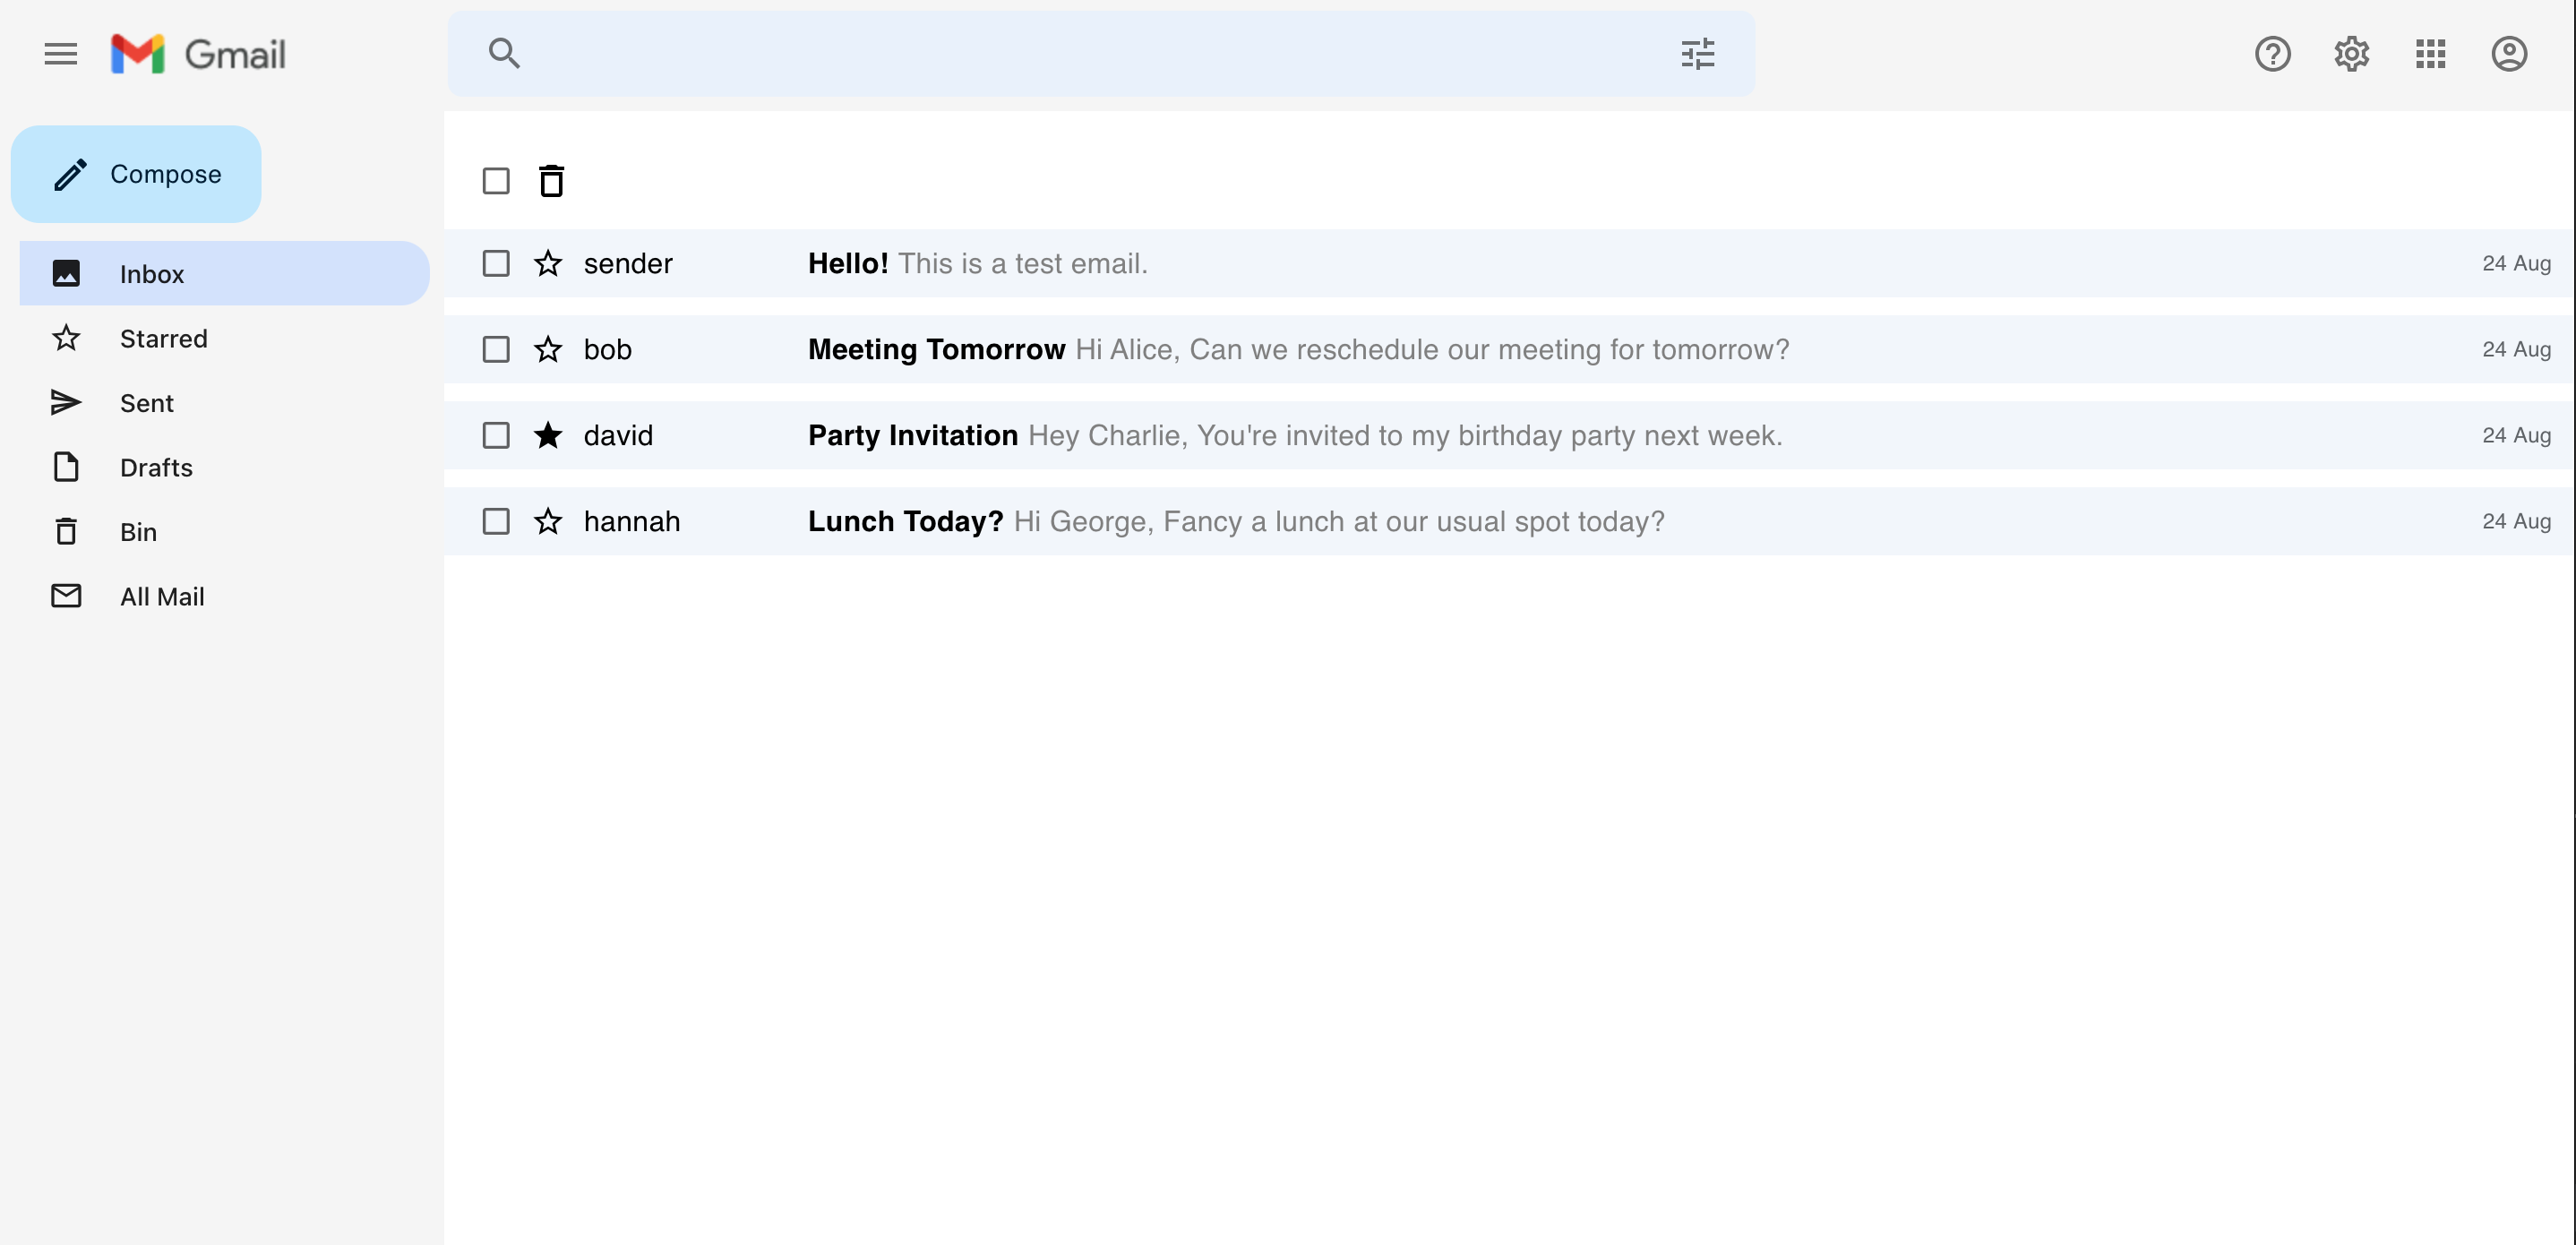 Gmail
Compose
Inbox
Starred
Sent
Drafts
Bin
All Mail
sender Hello! This is a test email. 24 Aug
bob Meeting Tomorrow Hi Alice, Can we reschedule our meeting for tomorrow? 24 Aug
david Party Invitation Hey Charlie, You're invited to my birthday party next week. 24 Aug
hannah Lunch Today? Hi George, Fancy a lunch at our usual spot today? 24 Aug